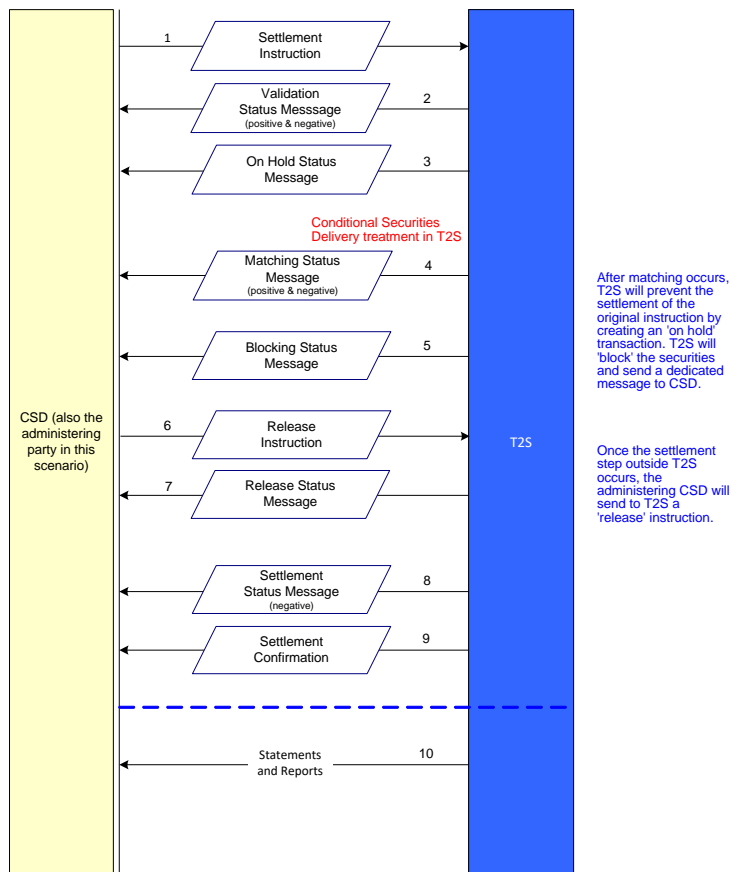 1
Settlement
Instruction
Validation
Status Messsage
(positive & negative)
2
On Hold Status
Message
3
Conditional Securities
Delivery treatment in T2S
Matching Status
Message
(positive & negative)
4
After matching occurs,
T2S will prevent the
settlement of the
original instruction by
creating an 'on hold'
transaction. T2S will
'block' the securities
and send a dedicated
message to CSD.
Blocking Status
Message
5
CSD (also the
administering
party in this
scenario)
6
Release
Instruction
T2S
Once the settlement
step outside T2S
occurs, the
administering CSD will
send to T2S a
'release' instruction.
7
Release Status
Message
Settlement
Status Message
(negative)
8
Settlement
Confirmation
9
Statements
and Reports
10